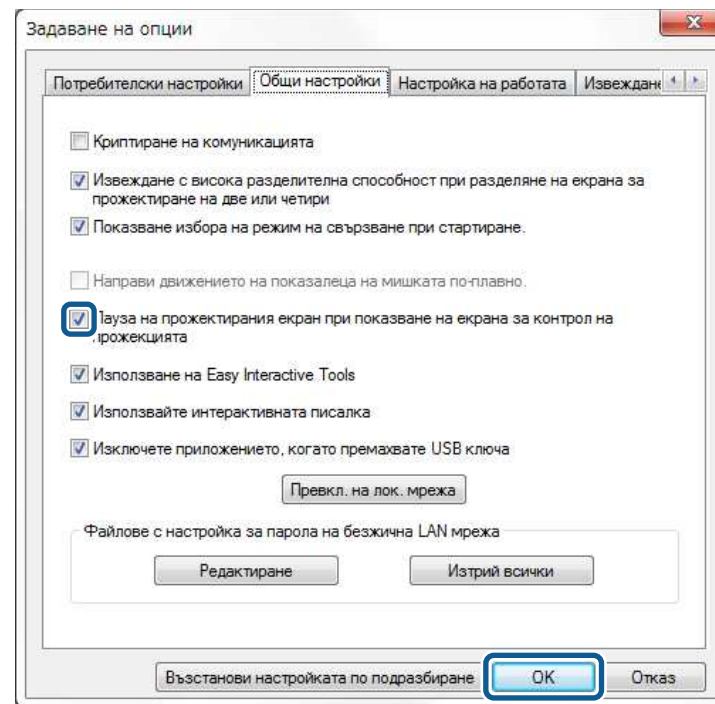 Задаване на опции
Потребителски настройки Общи настройки Настройка на работата
Криптиране на комуникацията
Извеждане с висока разделителна способност при разделяне на екрана за
прожектиране на две или четири
Показване избора на режим на свързване при стартиране.
Направи движението на показалеца на мишката по-плавно.
на прожектирания екран при показване на екрана за контрол на
Използване на Easy Interactive Tools
Използвайте интерактивната писалка
Изключете приложението, когато премахвате USB ключа
Превкл. на лок. мрежа
Файлове с настройка за парола на безжична LAN мрежа
Редактиране Изтрий всички
Възстанови настройката по подразбиране OK Отказ